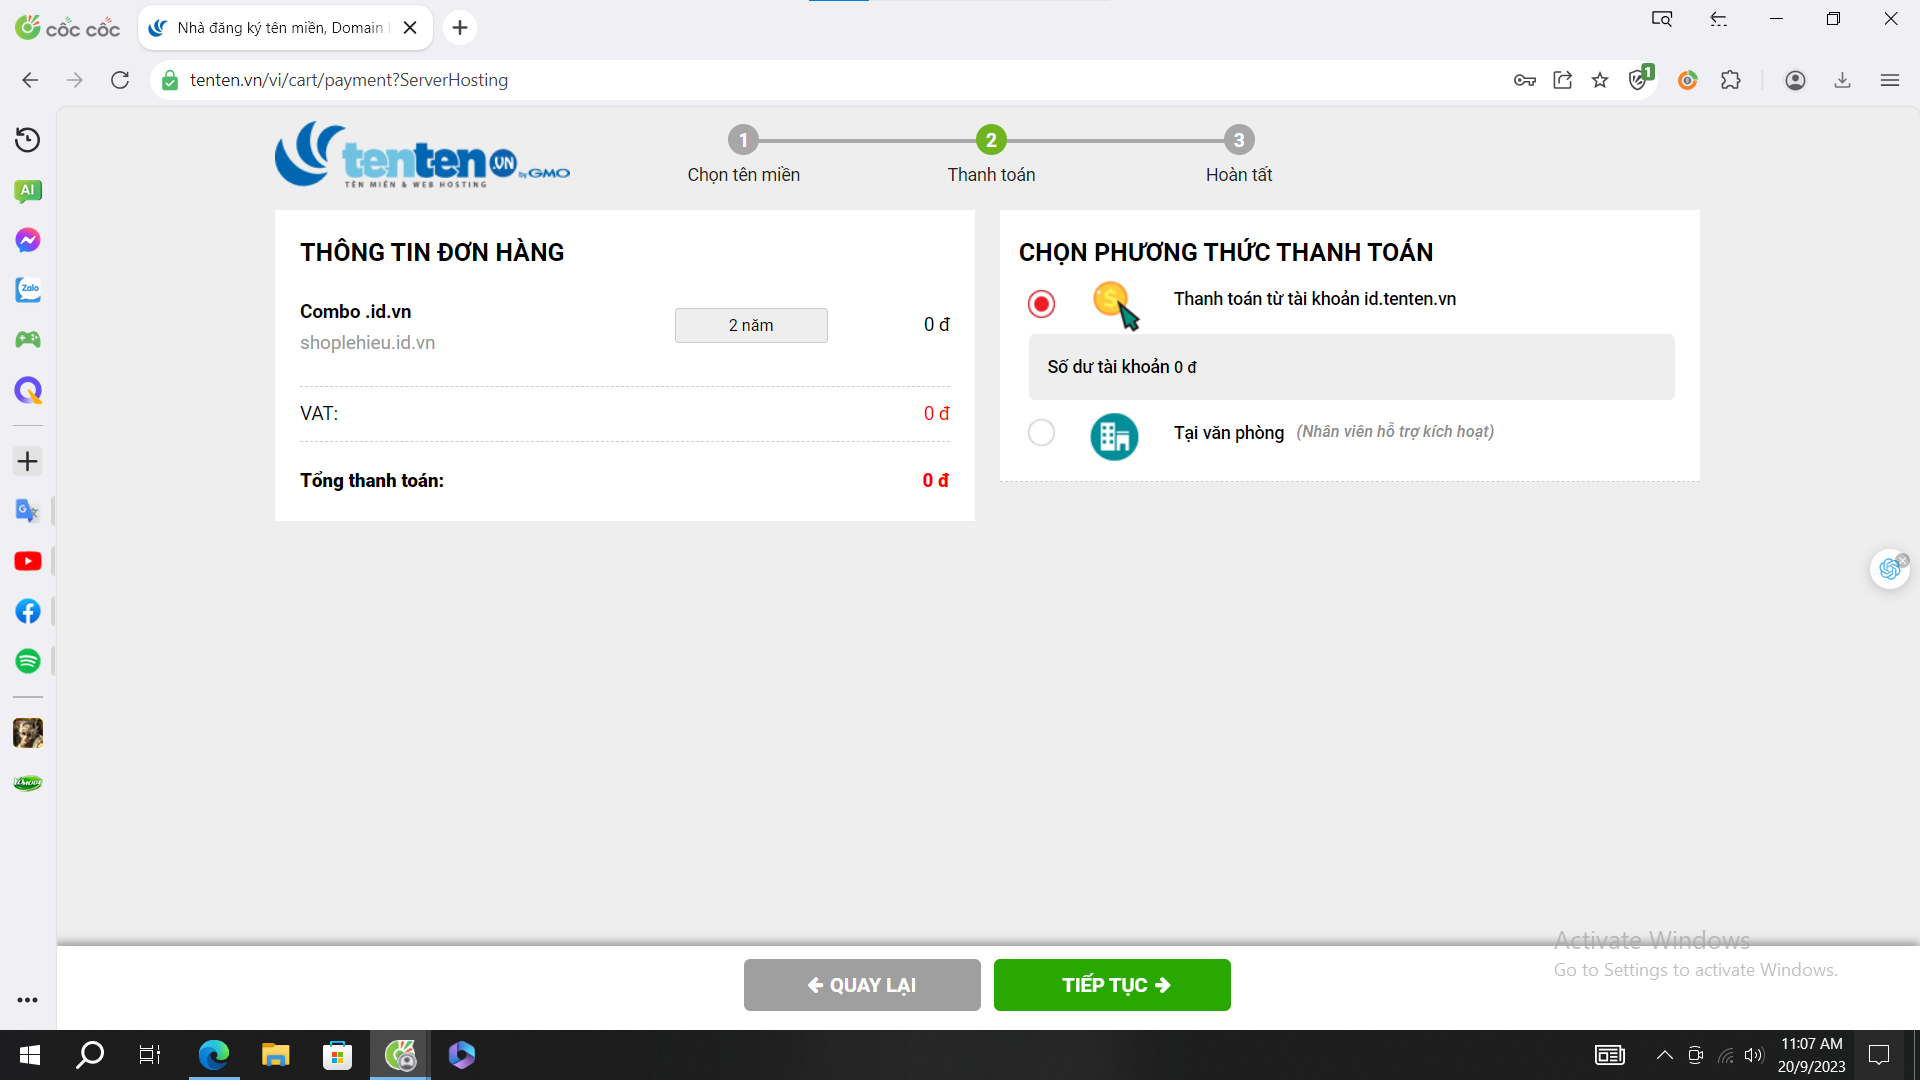 cốc cốc
Nhà đăng ký tên miền, Domain
tenten.vn/vi/cart/payment?ServerHosting
1
AI
Zalo
tenten.vn by GMO
TÊN MIỀN & WEB HOSTING
1
2
3
Chọn tên miền
Thanh toán
Hoàn tất
THÔNG TIN ĐƠN HÀNG
Combo .id.vn
shoplehieu.id.vn
2 năm
0 đ
VAT:
0 đ
Tổng thanh toán:
0 đ
CHỌN PHƯƠNG THỨC THANH TOÁN
Thanh toán từ tài khoản id.tenten.vn
Số dư tài khoản 0 đ
Tại văn phòng (Nhân viên hỗ trợ kích hoạt)
Activate Windows
Go to Settings to activate Windows.
QUAY LẠI
TIẾP TỤC
11:07 AM
20/9/2023